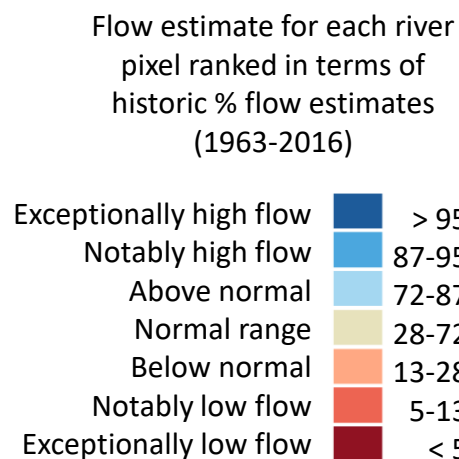 Flow estimate for each river
pixel ranked in terms of
historic % flow estimates
(1963-2016)
Exceptionally high flow > 95
Notably high flow 87-95
Above normal 72-87
Normal range 28-72
Below normal 13-28
Notably low flow 5-13
Exceptionally low flow < 5